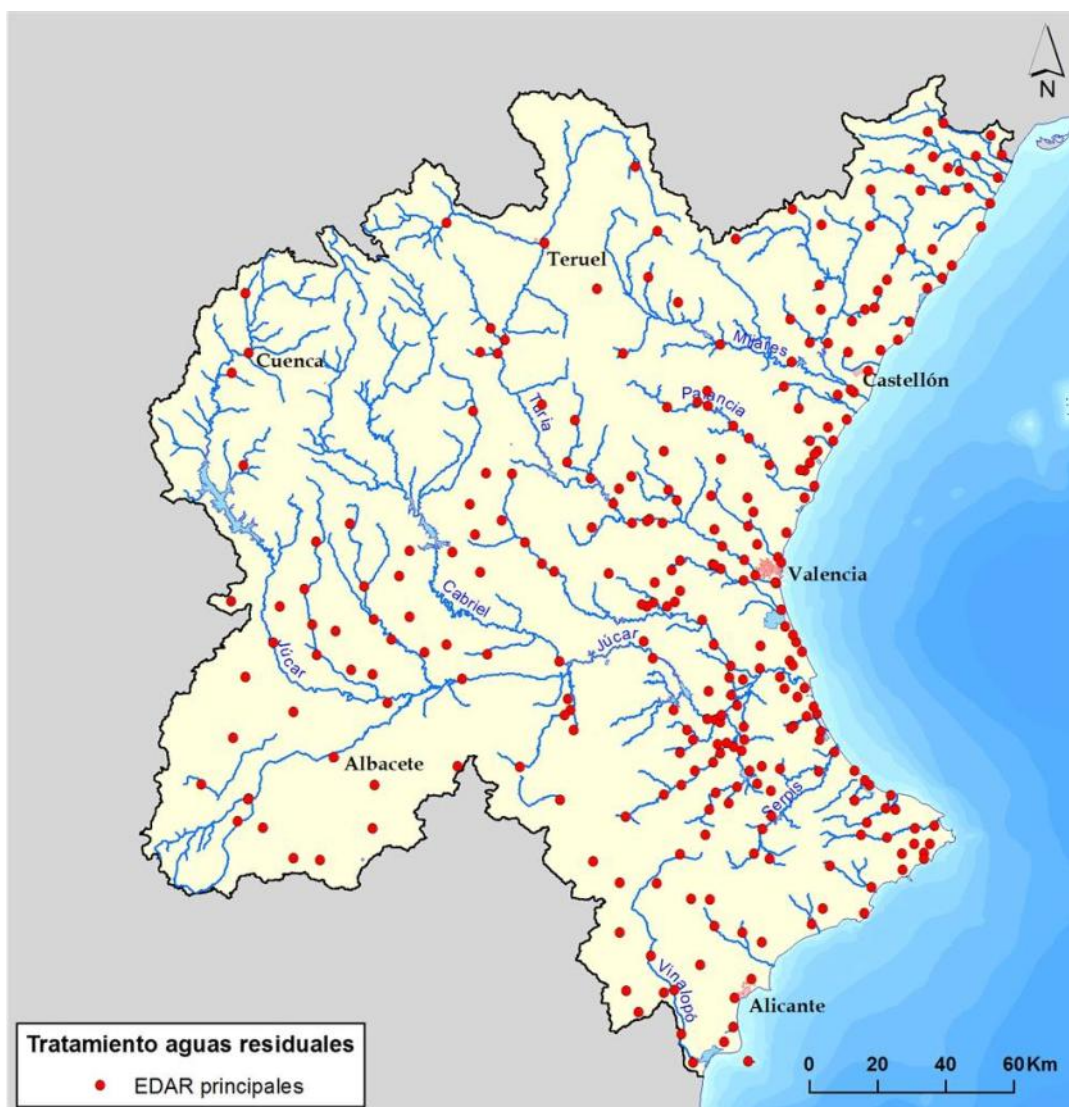 N
Teruel
Mijares
Cuenca
Castellón
Palancia
Turia
Valencia
Cabriel
Júcar
Júcar
Albacete
Serpis
Vinalopó
Alicante
Tratamiento aguas residuales
EDAR principales
0 20 40 60 Km